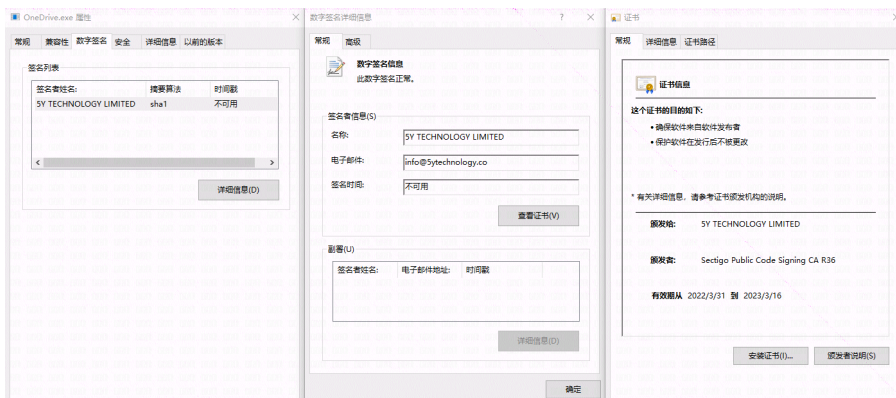 OneDrive.exe 属性
常规 兼容性 数字签名 安全 详细信息 以前的版本
签名列表
签名者姓名: 摘要算法 时间戳
5Y TECHNOLOGY LIMITED sha1 不可用
详细信息(D)
数字签名详细信息
常规 高级
数字签名信息
此数字签名正常。
签名者信息(S)
名称: 5Y TECHNOLOGY LIMITED
电子邮件: info@5ytechnology.co
签名时间: 不可用
查看证书(V)
副署(U)
签名者姓名: 电子邮件地址: 时间戳
详细信息(D)
确定
证书
常规 详细信息 证书路径
证书信息
这个证书的目的如下:
•确保软件来自软件发布者
•保护软件在发行后不被更改
* 有关详细信息，请参考证书颁发机构的说明。
颁发给: 5Y TECHNOLOGY LIMITED
颁发者: Sectigo Public Code Signing CA R36
有效期从 2022/3/31 到 2023/3/16
安装证书(I)... 颁发者说明(S)